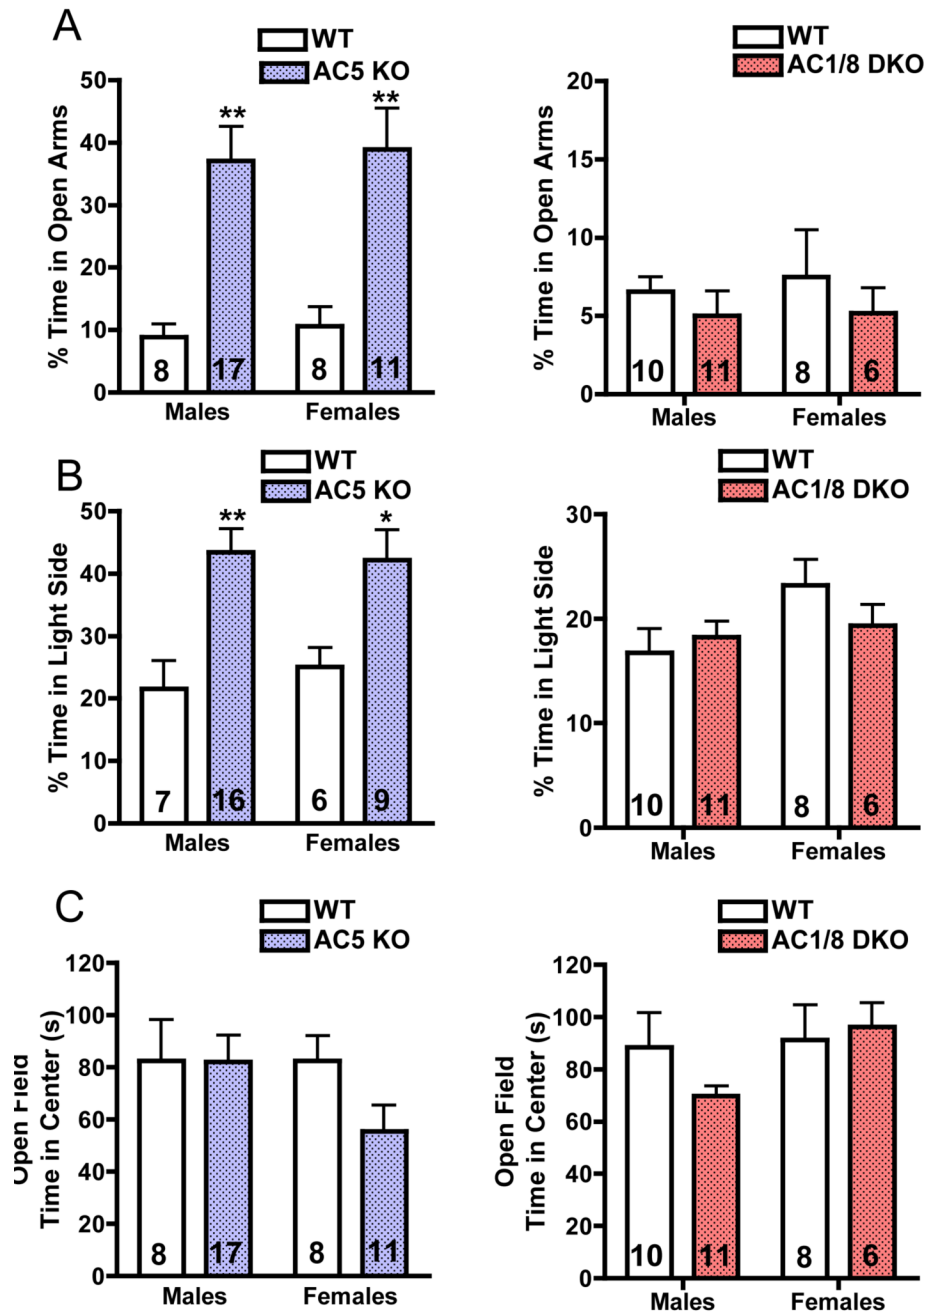 A
WT
AC5 KO
% Time in Open Arms
50
40
30
20
10
0
**
**
8
17
8
11
Males
Females
WT
AC1/8 DKO
% Time in Open Arms
20
15
10
5
0
10
11
8
6
Males
Females
B
WT
AC5 KO
% Time in Light Side
50
40
30
20
10
0
**
*
7
16
6
9
Males
Females
WT
AC1/8 DKO
% Time in Light Side
30
20
10
0
10
11
8
6
Males
Females
C
WT
AC5 KO
Open Field
Time in Center (s)
120
100
80
60
40
20
0
8
17
8
11
Males
Females
WT
AC1/8 DKO
Open Field
Time in Center (s)
120
100
80
60
40
20
0
10
11
8
6
Males
Females